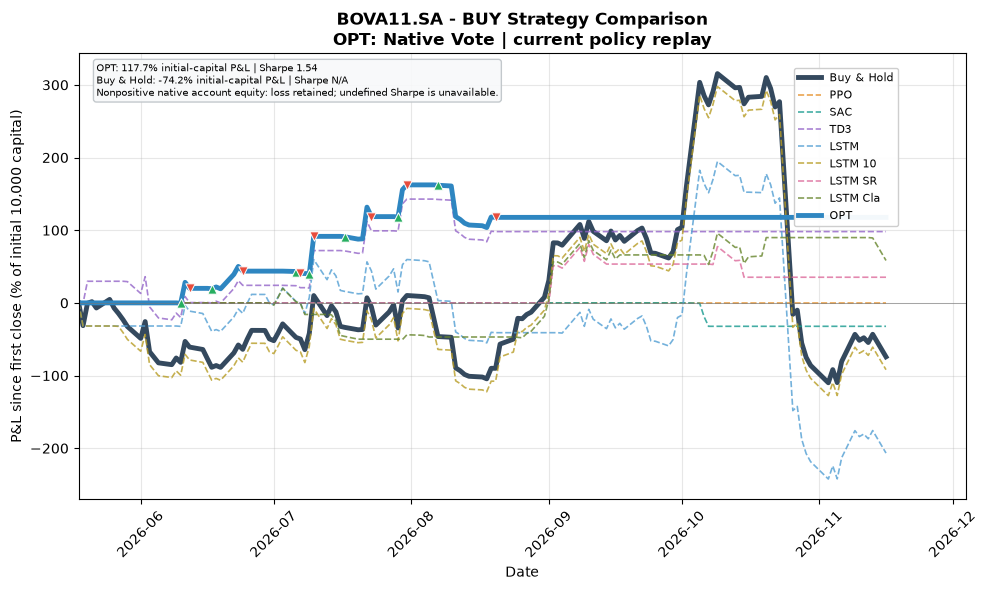 BOVA11.SA - BUY Strategy Comparison
OPT: Native Vote | current policy replay
OPT: 117.7% initial-capital P&L | Sharpe 1.54
Buy & Hold: -74.2% initial-capital P&L | Sharpe N/A
Nonpositive native account equity: loss retained; undefined Sharpe is unavailable.
Buy & Hold
PPO
SAC
TD3
LSTM
LSTM 10
LSTM SR
LSTM Cla
OPT
P&L since first close (% of initial 10,000 capital)
300
200
100
0
−100
−200
2026-06
2026-07
2026-08
2026-09
2026-10
2026-11
2026-12
Date